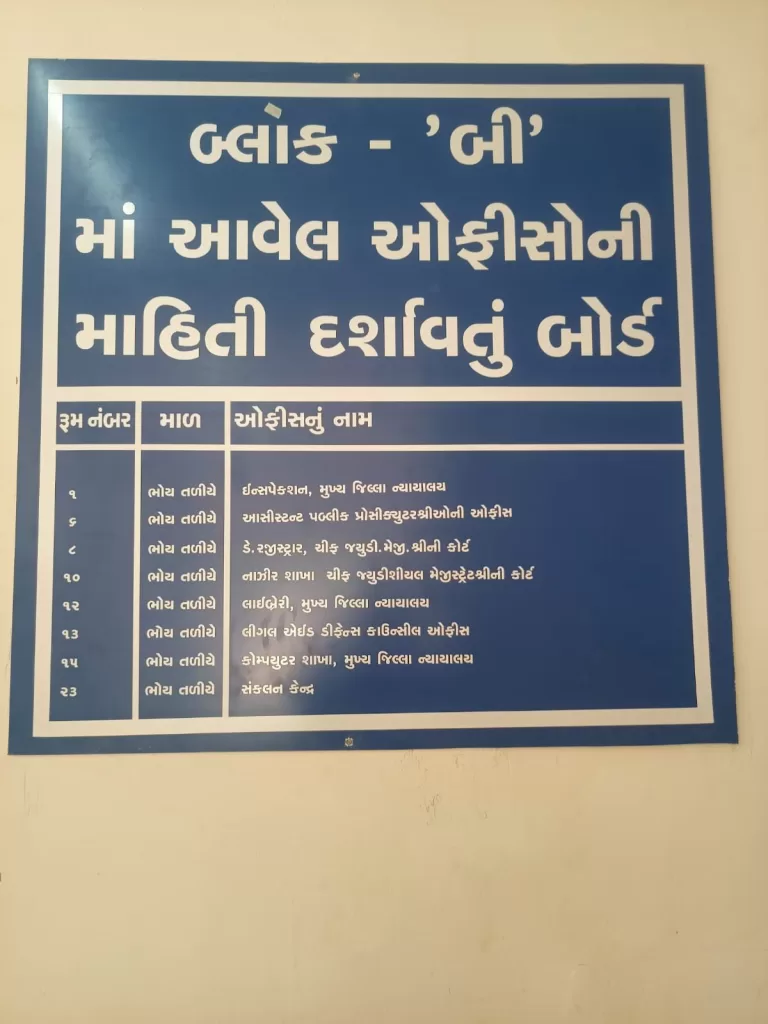 બ્લોક - 'બી'
માં આવેલ ઓફીસોની
માહિતી દર્શાવતું બોર્ડ
રૂમ નંબર માળ ઓફીસનું નામ
૧ ભોય તળીયે ઈન્સપેકશન, મુખ્ય જિલ્લા ન્યાયાલય
૬ ભોય તળીયે આસીસ્ટન્ટ પબ્લીક પ્રોસીક્યુટરશ્રીઓની ઓફીસ
૮ ભોય તળીયે ડે.રજીસ્ટ્રાર, ચીફ જયુડી.મેજી.શ્રીની કોર્ટ
૧૦ ભોય તળીયે નાઝીર શાખા ચીફ જયુડીશીયલ મેજીસ્ટ્રેટશ્રીની કોર્ટ
૧૨ ભોય તળીયે લાઈબ્રેરી, મુખ્ય જિલ્લા ન્યાયાલય
૧૩ ભોય તળીયે લીગલ એઈડ ડીફેન્સ કાઉન્સીલ ઓફીસ
૧૫ ભોય તળીયે કોમ્પયુટર શાખા, મુખ્ય જિલ્લા ન્યાયાલય
૨૩ ભોય તળીયે સંકલન કેન્દ્ર